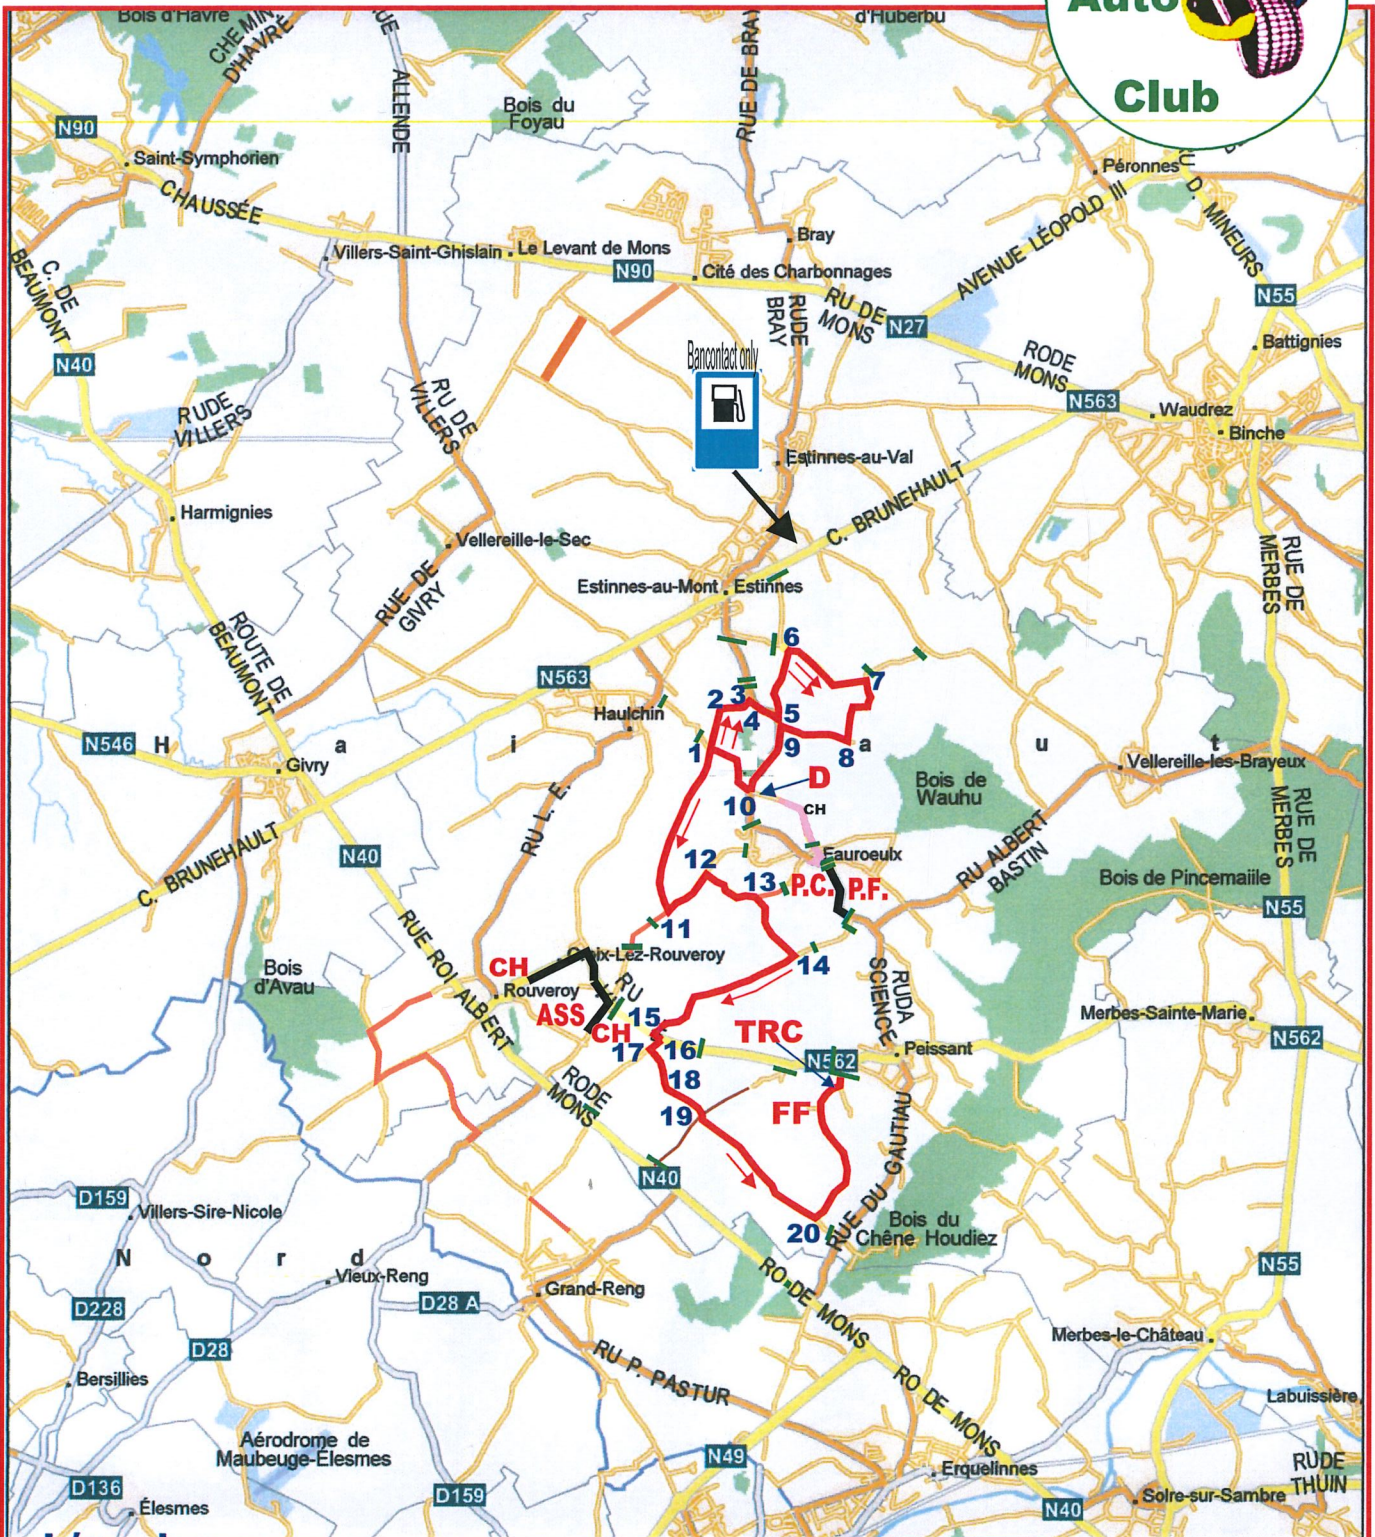 Auto
Club
Bois d'Havré
CHEMIN
D'HAVRÉ
ALLENDE
RUE DE BRAY
d'Huberbu
Bois du
Foyau
N90
Saint-Symphorien
CHAUSSÉE
Péronnes
D. MINEURS
AVENUE LÉOPOLD III
Villers-Saint-Ghislain
Le Levant de Mons
N90
Bray
Cité des Charbonnages
C. DE
BEAUMONT
RU DE
MONS
N27
N55
RUDE
BRAY
Battignies
N40
RODE
MONS
Bancontact only
RUDE
VILLERS
RU DE
VILLERS
N563
Waudrez
Binche
Estinnes-au-Val
C. BRUNEHAULT
Harmignies
Vellereille-le-Sec
Estinnes-au-Mont
Estinnes
RUE DE
MERBES
RUE DE
GIVRY
ROUTE DE
BEAUMONT
6
N563
7
2
3
4
5
Haulchin
1
9
8
N546
H a i a u t
Givry
Vellereille-les-Brayeux
D
10
CH
Bois de
Wauhu
RUE DE
MERBES
RU L. E.
C. BRUNEHAULT
N40
12
13
Fauroeulx
P.C.
P.F.
RU ALBERT
BASTIN
Bois de Pincemaille
N55
11
14
RUE ROI ALBERT
Croix-Lez-Rouveroy
CH
Rouveroy
Bois
d'Avau
RU
ASS
CH
15
TRC
RUDA
SCIENCE
Merbes-Sainte-Marie
17
16
N562
Peissant
N562
18
RODE
MONS
19
FF
RUE DU GAUTIAU
N40
D159
Villers-Sire-Nicole
20
Bois du
Chêne Houdiez
N o r d
Vieux-Reng
Grand-Reng
RO DE MONS
N55
D228
D28 A
D28
Merbes-le-Château
RU P. PASTUR
RO DE MONS
Bersillies
Labuissière
Aérodrome de
Maubeuge-Élesmes
N49
Erquelinnes
RUDE
THUIN
D136
D159
Élesmes
N40
Solre-sur-Sambre